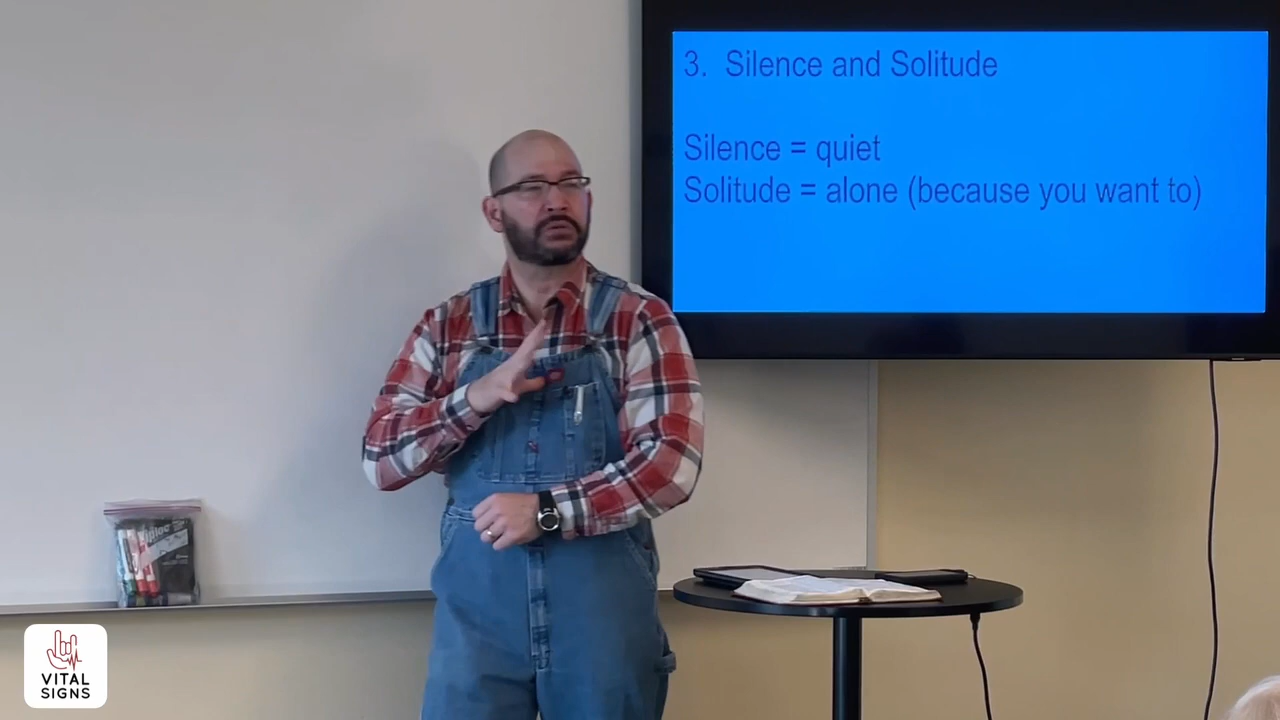 3. Silence and Solitude
Silence = quiet
Solitude = alone (because you want to)
VITAL
SIGNS